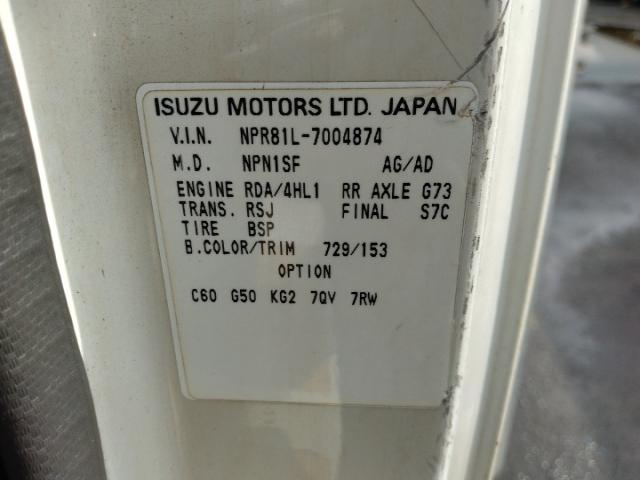 ISUZU MOTORS LTD. JAPAN
V.I.N. NPR81L-7004874
M.D. NPN1SF AG/AD
ENGINE RDA/4HL1 RR AXLE G73
TRANS. RSJ FINAL S7C
TIRE BSP
B.COLOR/TRIM 729/153
OPTION
C60 G50 KG2 7QV 7RW